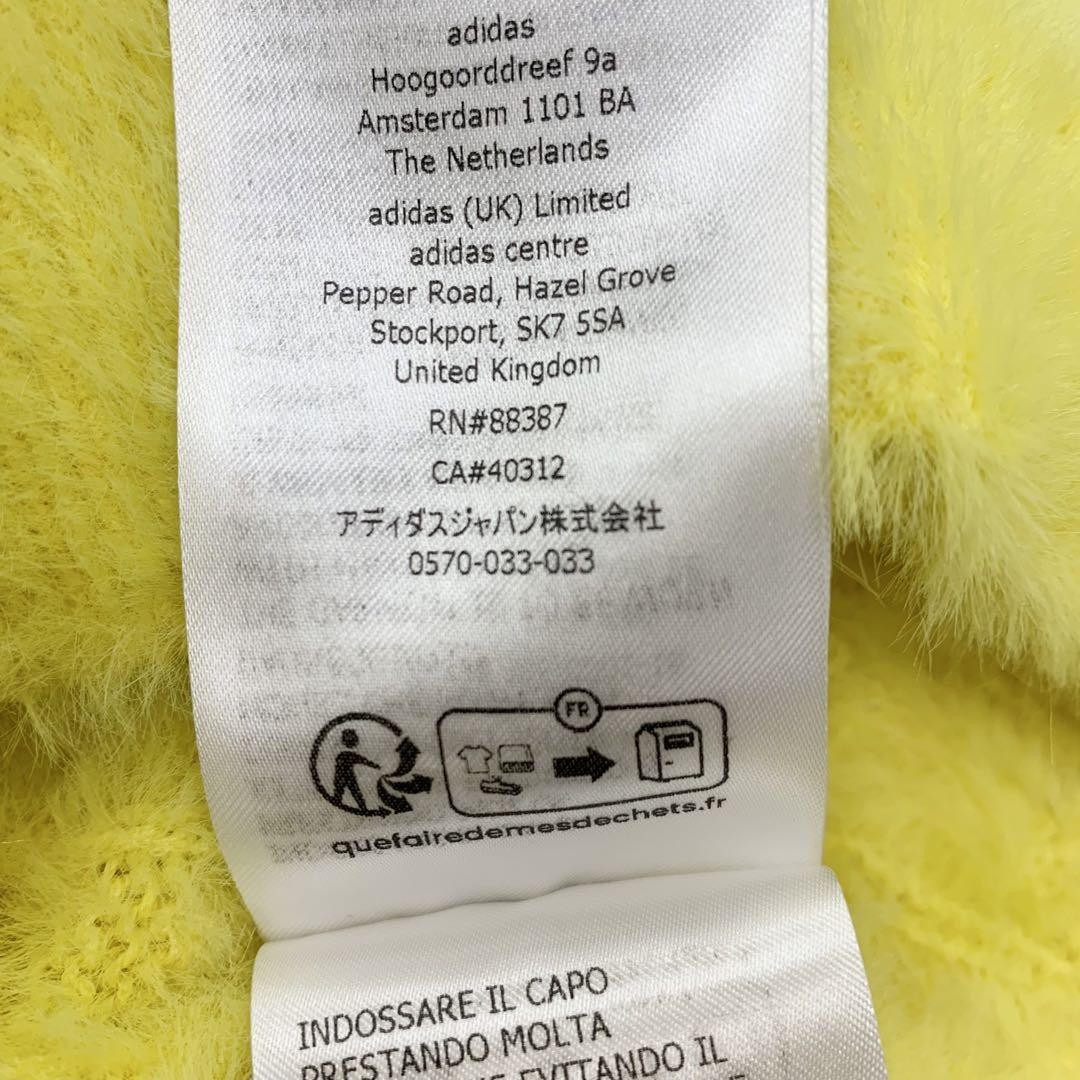 adidas
Hoogoorddreef 9a
Amsterdam 1101 BA
The Netherlands
adidas (UK) Limited
adidas centre
Pepper Road, Hazel Grove
Stockport, SK7 5SA
United Kingdom
RN#88387
CA#40312
アディダスジャパン株式会社
0570-033-033
FR
quefairedemesdechets.fr
INDOSSARE IL CAPO
PRESTANDO MOLTA
EVITANDO IL